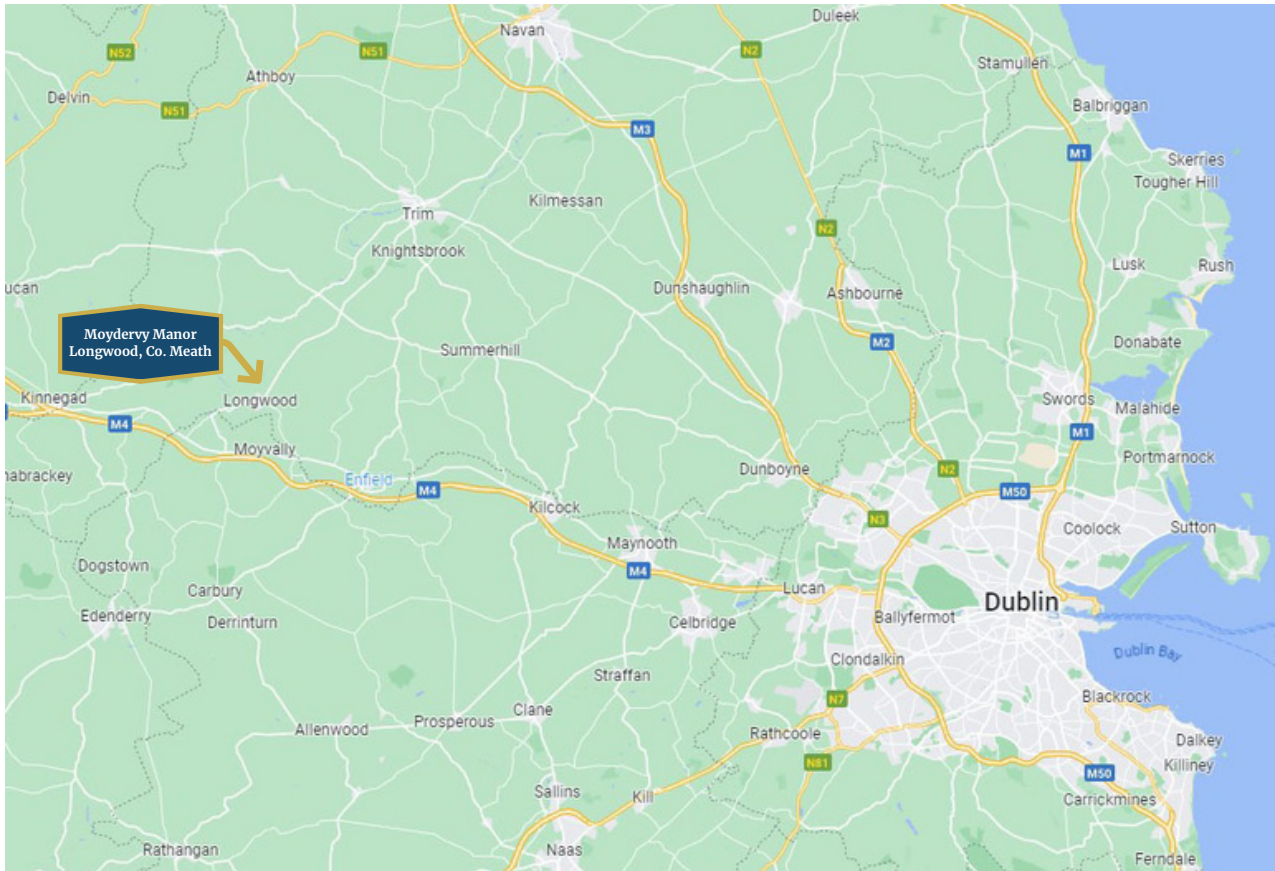 Duleek
Navan
N52
N51
N2
Stamullen
Athboy
Delvin
N51
Balbriggan
M3
M1
Skerries
Tougher Hill
Kilmessan
Trim
N2
Knightsbrook
Lusk
Rush
ucan
Dunshaughlin
Ashbourne
Moydervy Manor
Longwood, Co. Meath
M2
Donabate
Summerhill
Kinnegad
Longwood
Swords
Malahide
M4
M1
Moyvally
Portmarnock
nabrackey
Enfield
M4
Dunboyne
N2
M50
Kilcock
N3
Coolock
Sutton
Maynooth
Dogstown
M4
Carbury
Lucan
Dublin
Edenderry
Derrinturn
Celbridge
Ballyfermot
Dublin Bay
Clondalkin
Straffan
N7
Blackrock
Clane
Prosperous
Allenwood
Rathcoole
Dalkey
N81
Killiney
M50
Sallins
Kill
Carrickmines
Rathangan
Naas
Ferndale